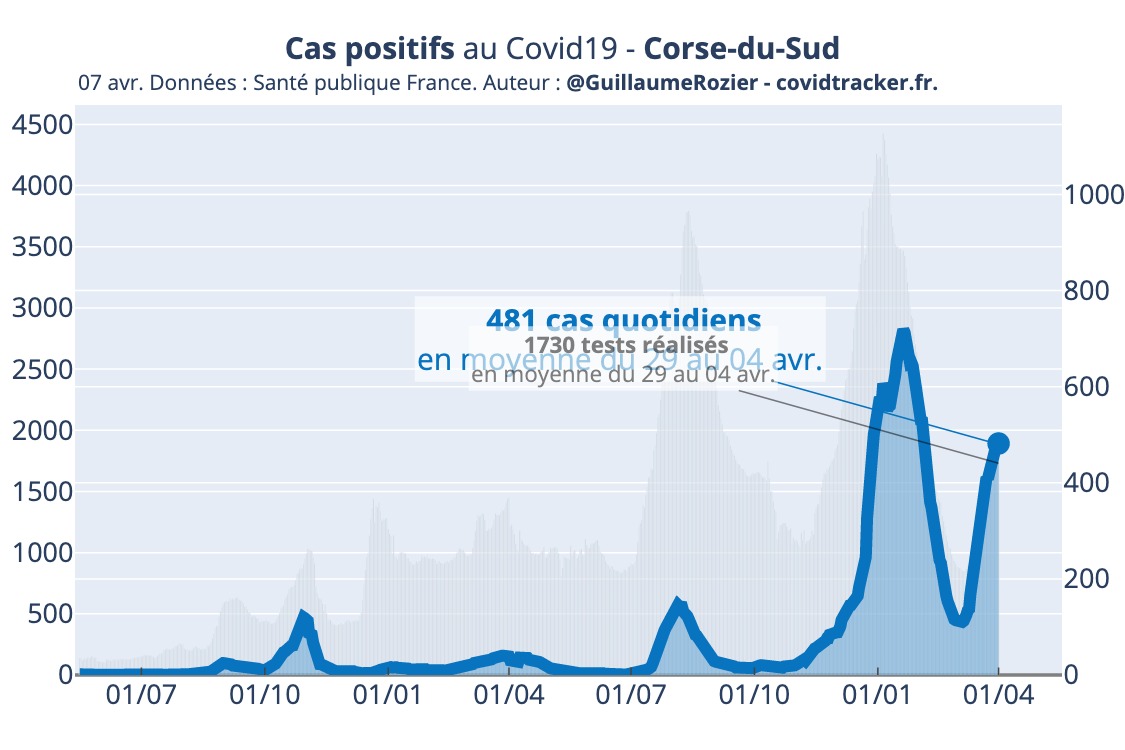 Cas positifs au Covid19 - Corse-du-Sud
07 avr. Données : Santé publique France. Auteur : @GuillaumeRozier - covidtracker.fr.
4500
4000
3500
3000
2500
2000
1500
1000
500
0
1000
800
600
400
200
0
481 cas quotidiens
en moyenne du 29 au 04 avr.
1730 tests réalisés
en moyenne du 29 au 04 avr.
01/07 01/10 01/01 01/04 01/07 01/10 01/01 01/04